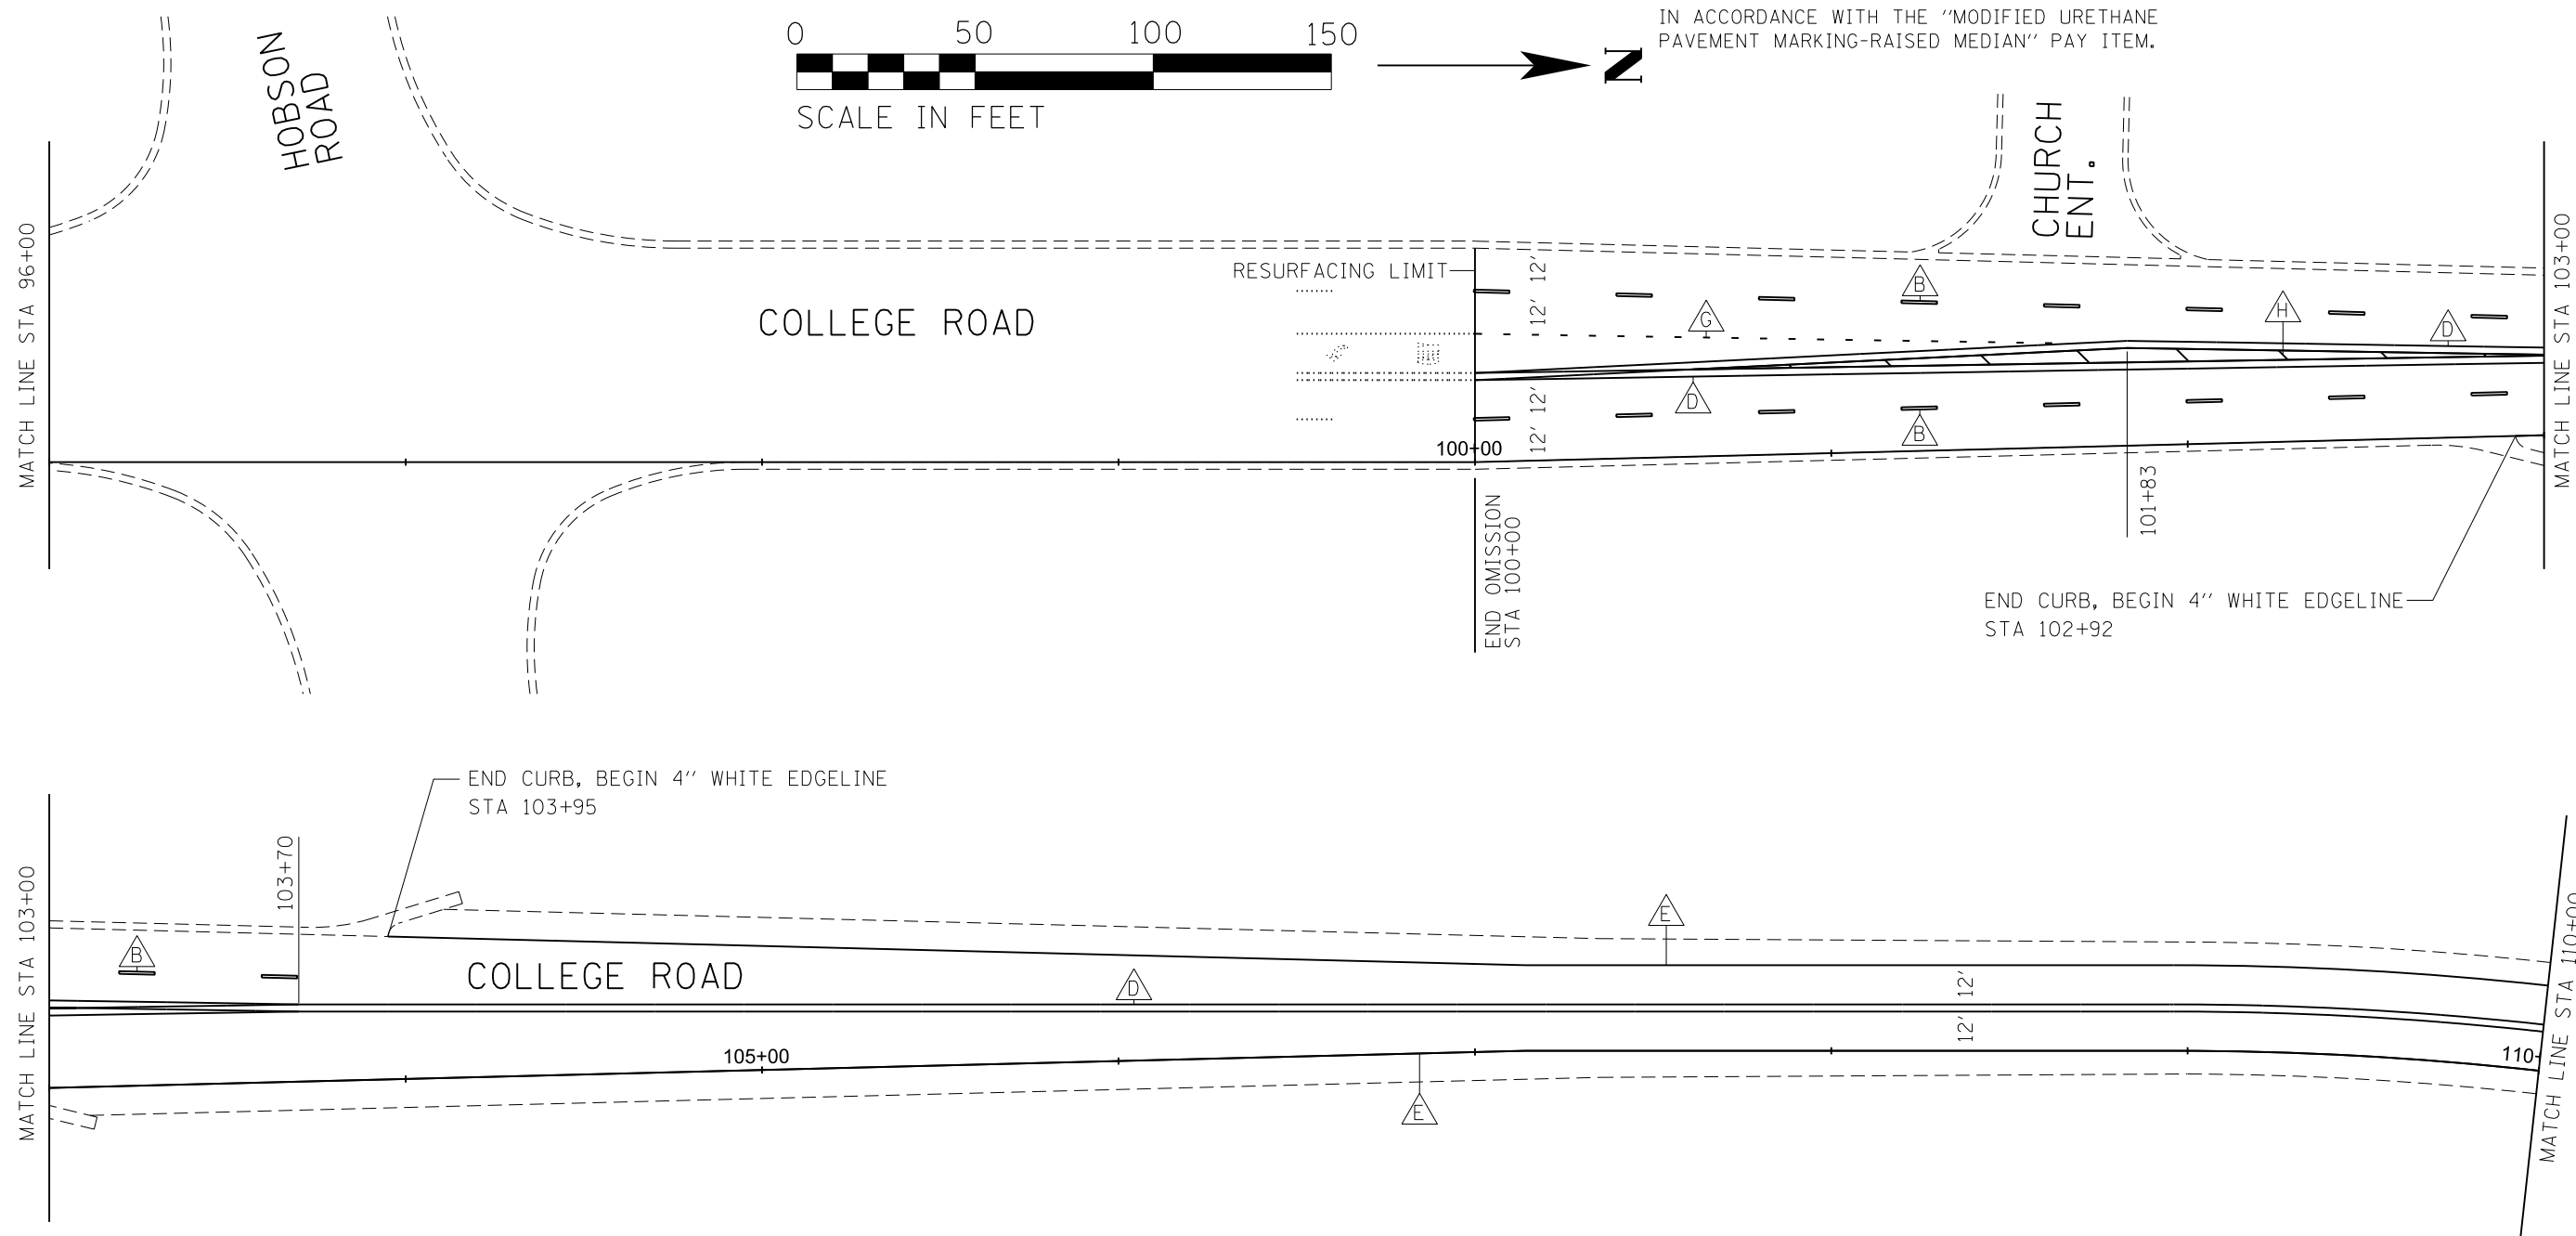 0 50 100 150
SCALE IN FEET
N
IN ACCORDANCE WITH THE "MODIFIED URETHANE
PAVEMENT MARKING-RAISED MEDIAN" PAY ITEM.
HOBSON
ROAD
CHURCH
ENT.
MATCH LINE STA 96+00
COLLEGE ROAD
RESURFACING LIMIT
12'
12'
12'
12'
B
G
H
D
D
B
100+00
END OMISSION
STA 100+00
101+83
MATCH LINE STA 103+00
END CURB, BEGIN 4" WHITE EDGELINE
STA 102+92
END CURB, BEGIN 4" WHITE EDGELINE
STA 103+95
MATCH LINE STA 103+00
103+70
B
COLLEGE ROAD
D
E
12'
12'
105+00
E
110
MATCH LINE STA 110+00